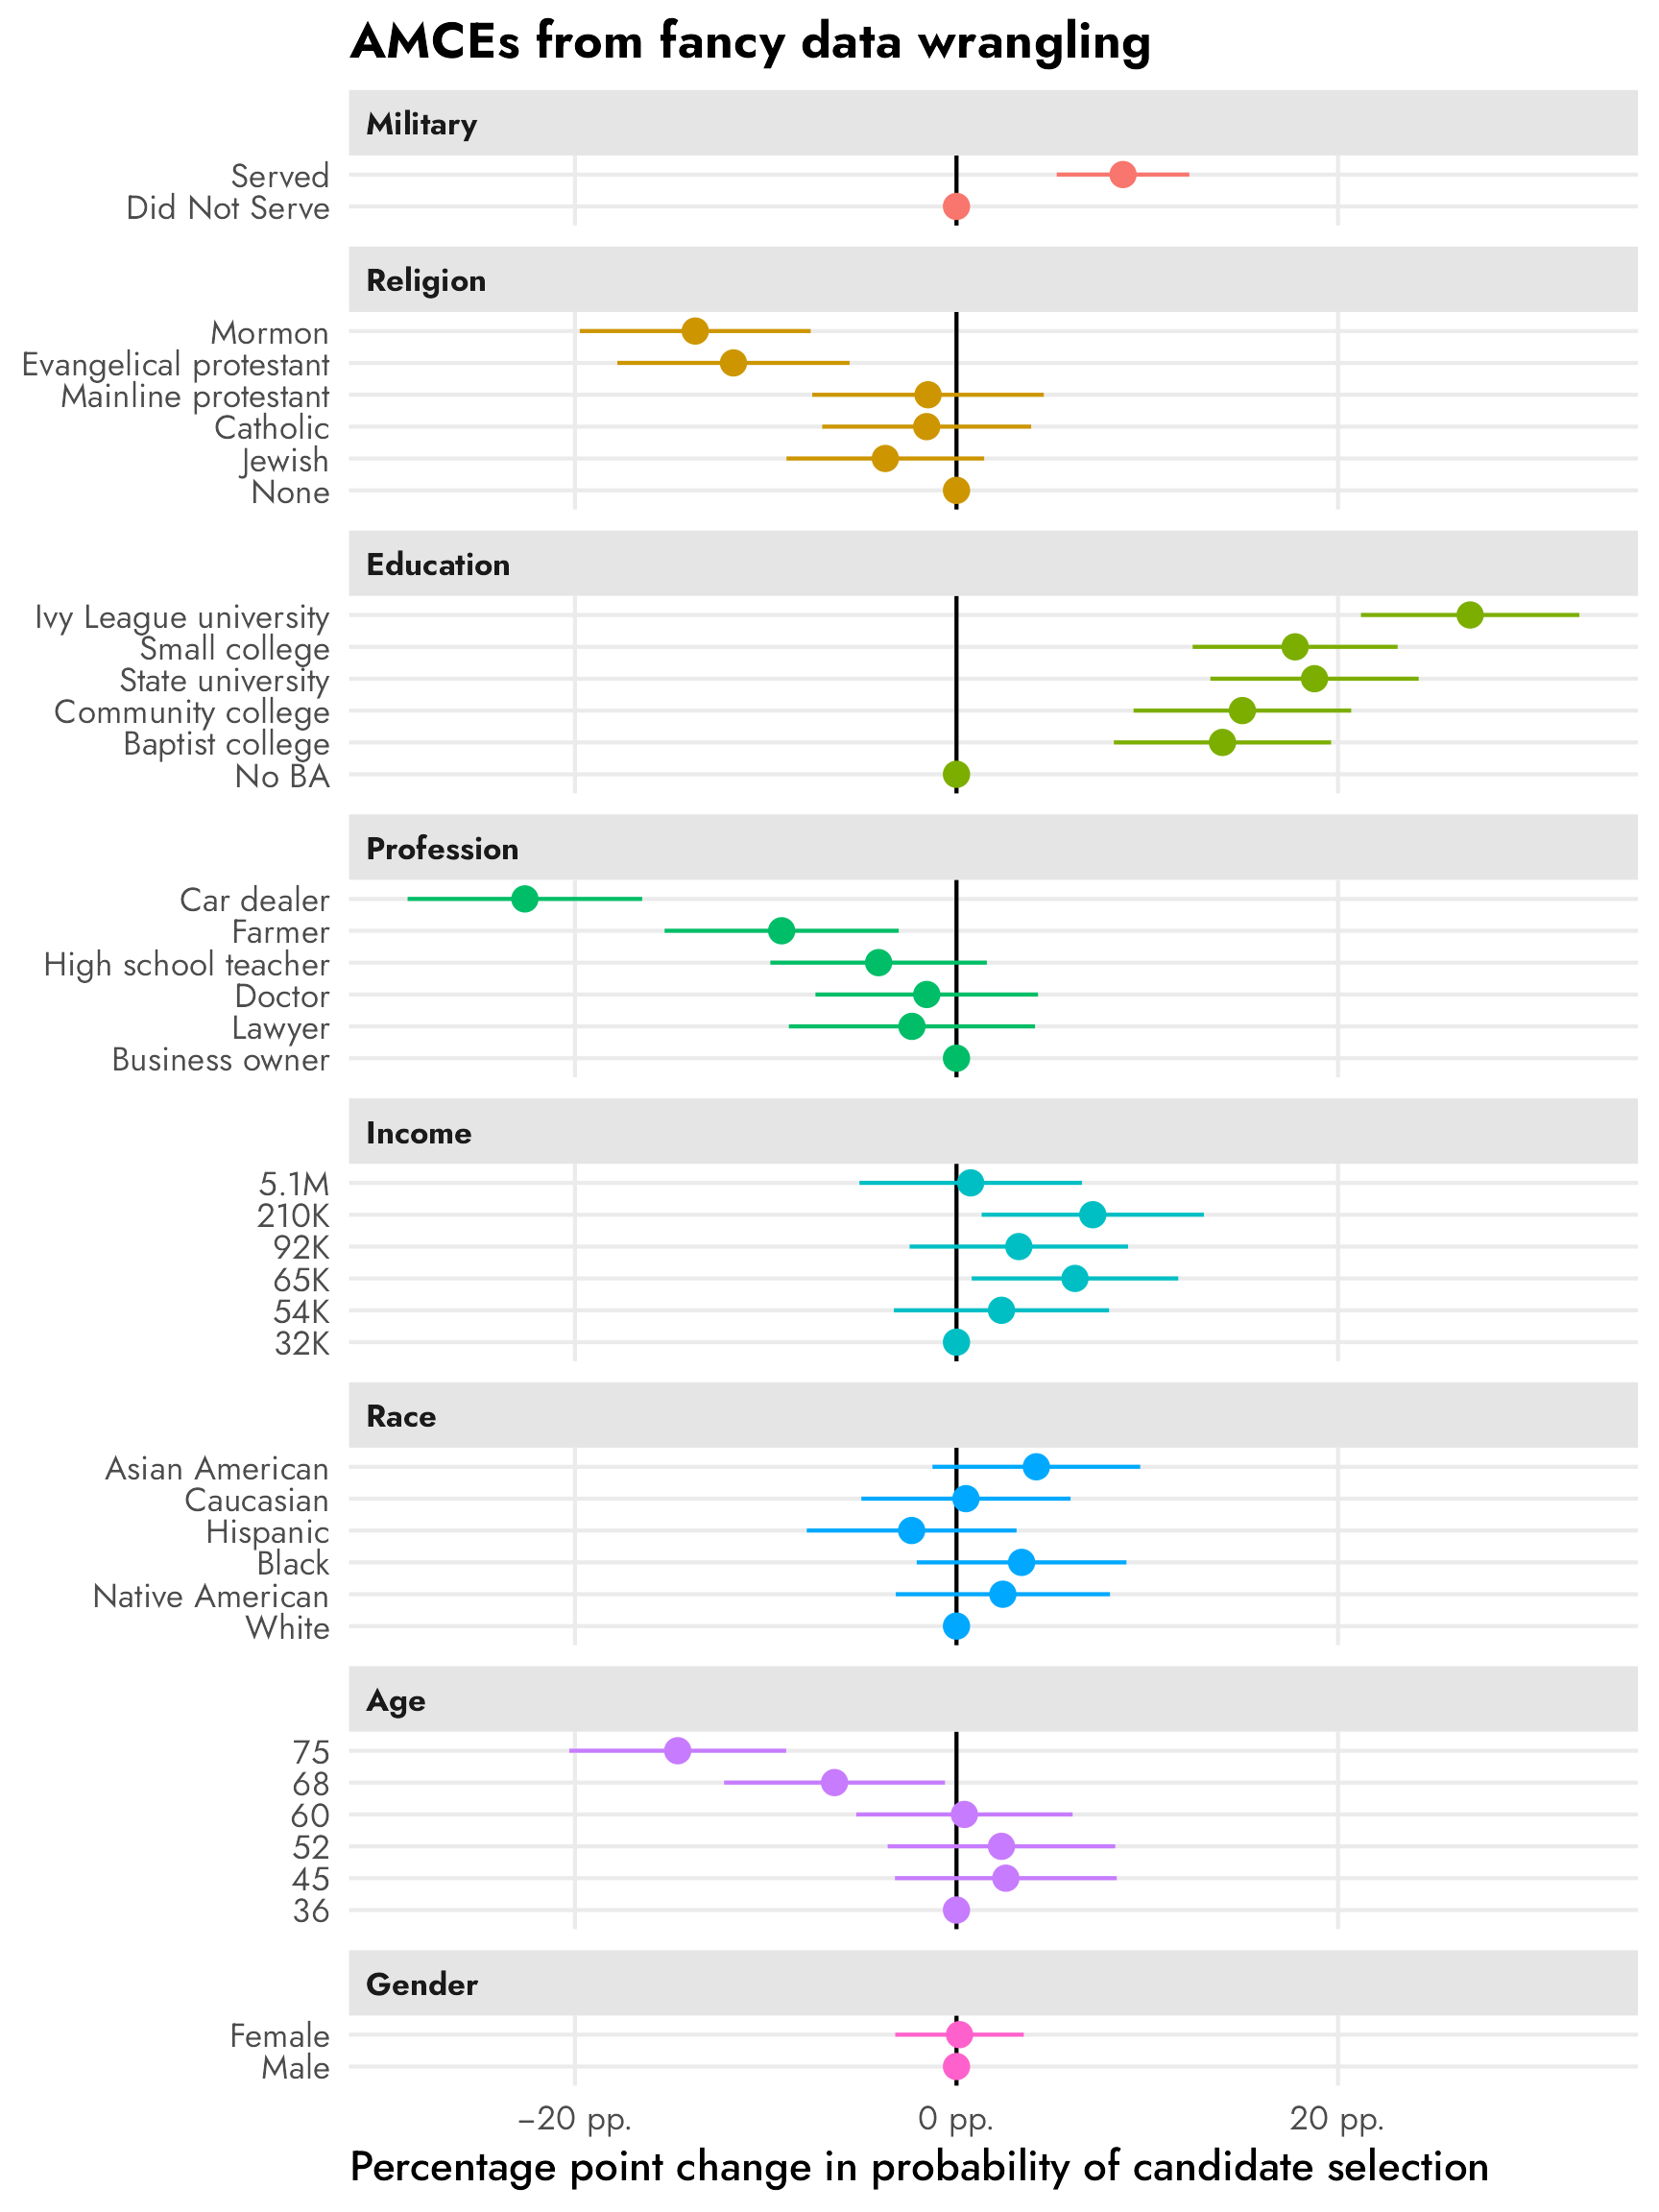 AMCEs from fancy data wrangling
Military
Served
Did Not Serve
Religion
Mormon
Evangelical protestant
Mainline protestant
Catholic
Jewish
None
Education
Ivy League university
Small college
State university
Community college
Baptist college
No BA
Profession
Car dealer
Farmer
High school teacher
Doctor
Lawyer
Business owner
Income
5.1M
210K
92K
65K
54K
32K
Race
Asian American
Caucasian
Hispanic
Black
Native American
White
Age
75
68
60
52
45
36
Gender
Female
Male
−20 pp. 0 pp. 20 pp.
Percentage point change in probability of candidate selection